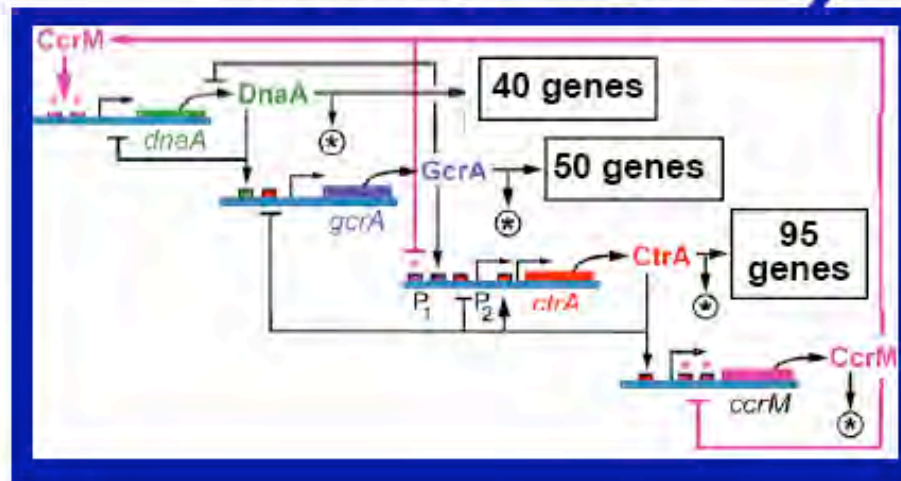 CcrM
dnaA
DnaA
40 genes
*
gcrA
GcrA
50 genes
*
P1
P2
ctrA
CtrA
95
genes
*
ccrM
CcrM
*